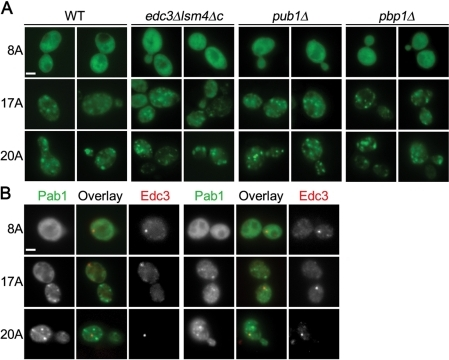 A
WT edc3Δlsm4Δc pub1Δ pbp1Δ
8A
17A
20A
B
Pab1 Overlay Edc3 Pab1 Overlay Edc3
8A
17A
20A